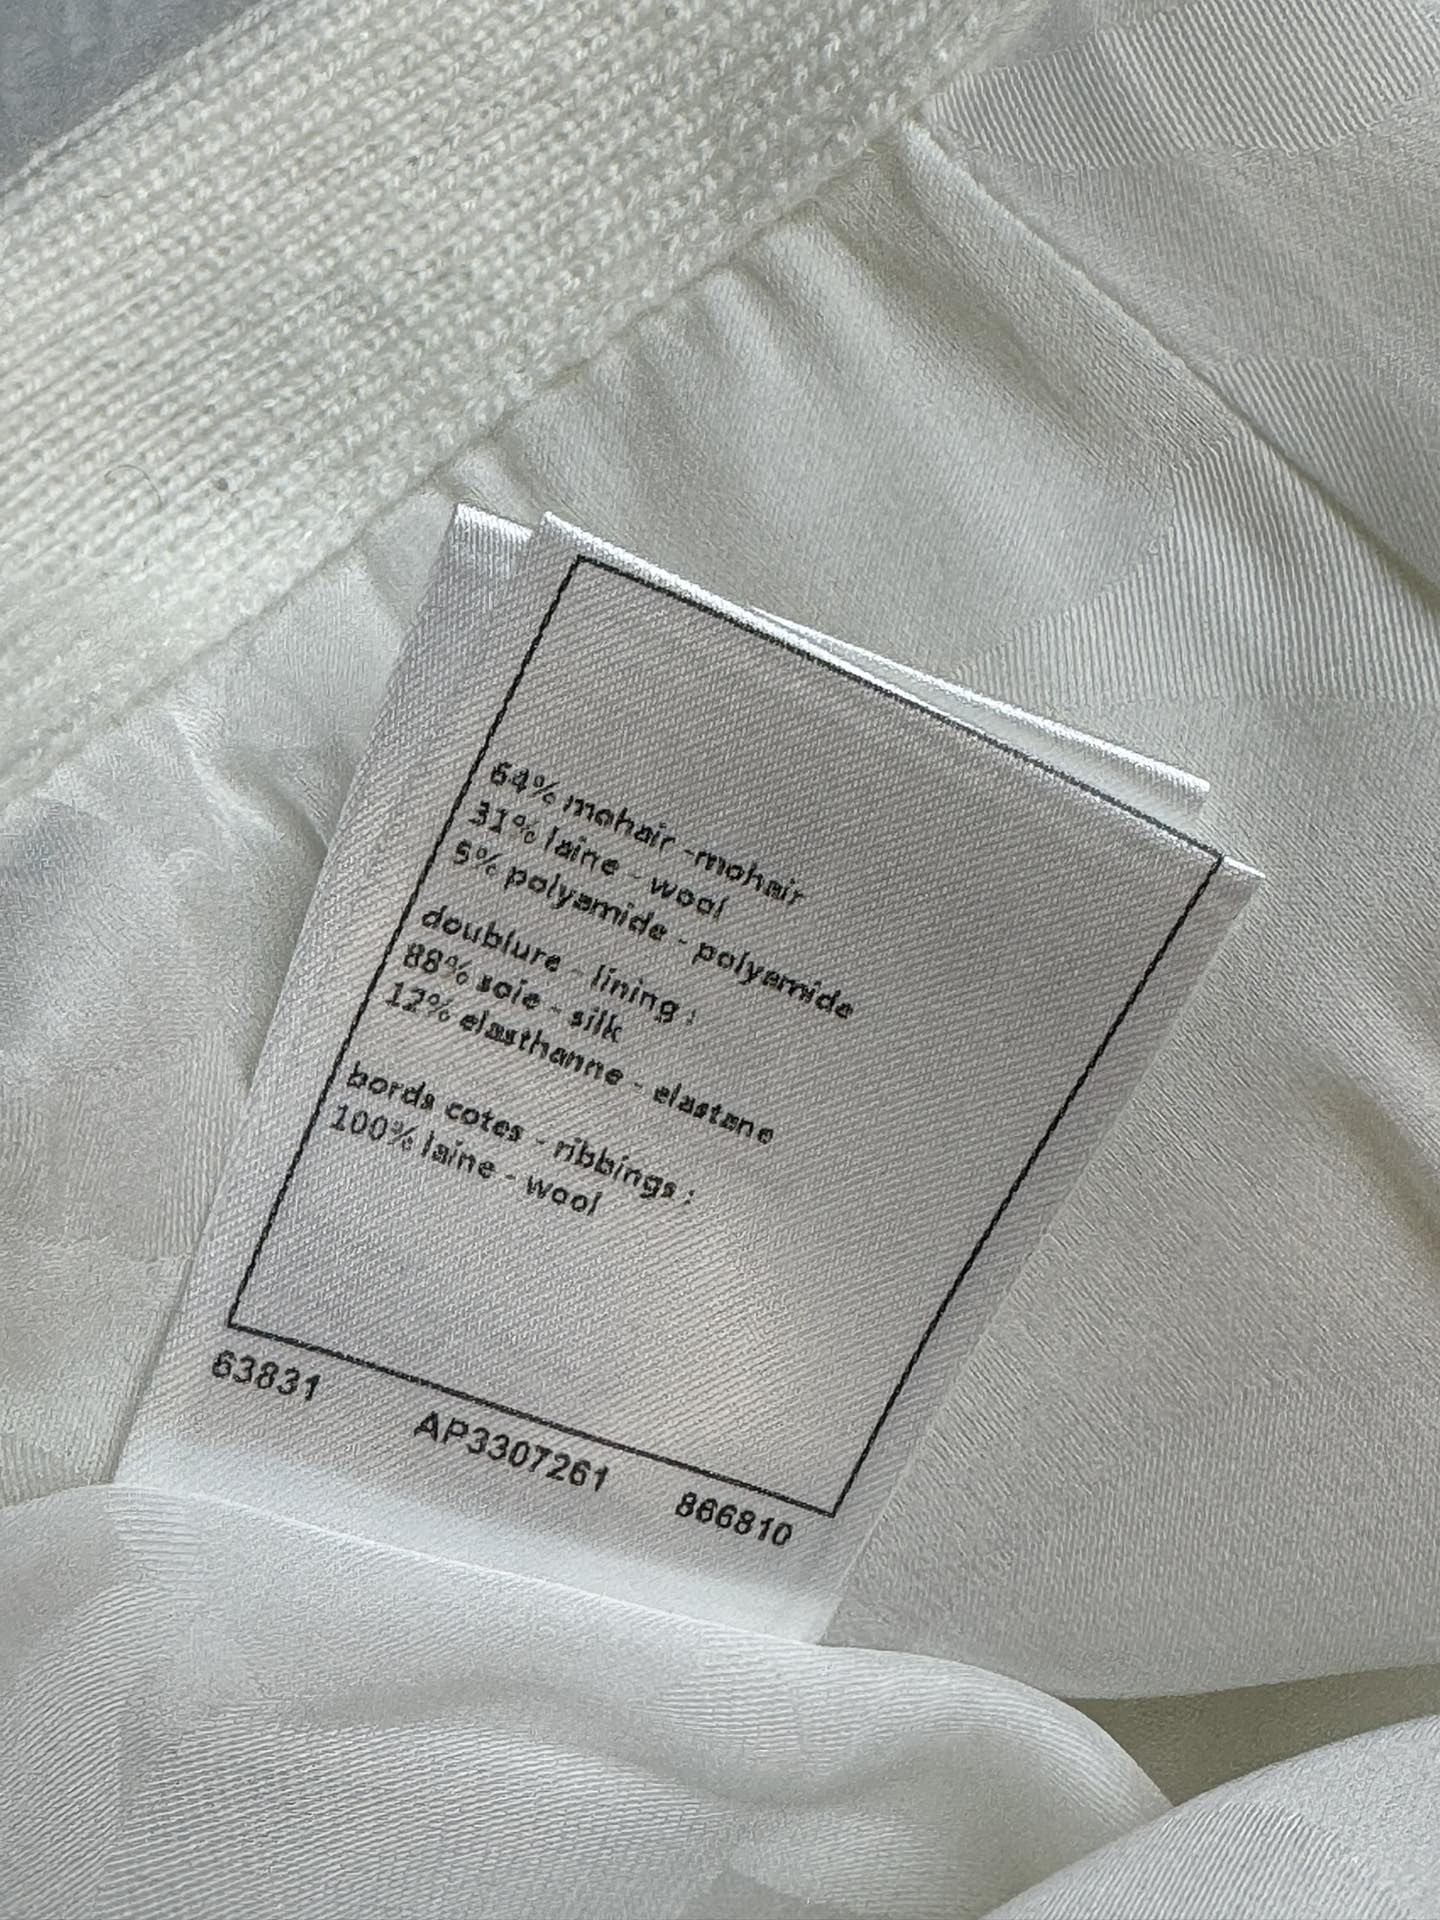 64% mohair -mohair
31% laine - wool
5% polyamide - polyamide
doublure - lining :
88% soie - silk
12% elasthanne - elastane
bords cotes - ribbings :
100% laine - wool
63831 AP3307261 866810